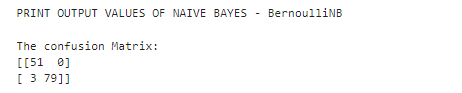 PRINT OUTPUT VALUES OF NAIVE BAYES - BernoulliNB
The confusion Matrix:
[[51  0]
[ 3 79]]